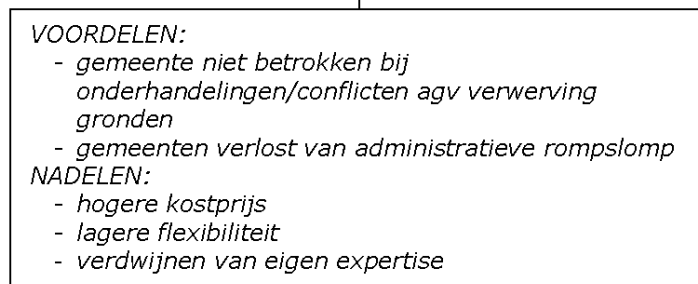 VOORDELEN:
- gemeente niet betrokken bij
onderhandelingen/conflicten agv verwerving
gronden
- gemeenten verlost van administratieve rompslomp
NADELEN:
- hogere kostprijs
- lagere flexibiliteit
- verdwijnen van eigen expertise